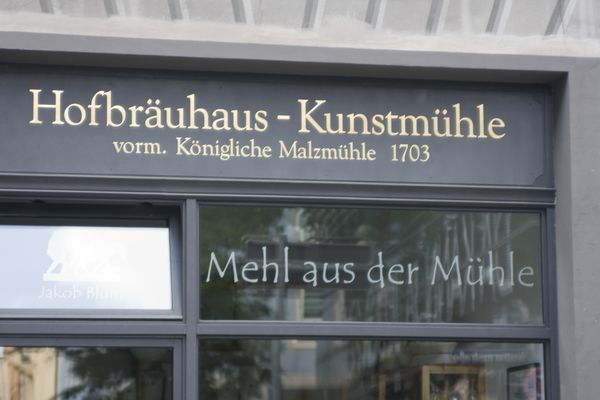 Hofbräuhaus - Kunstmühle
vorm. Königliche Malzmühle 1703
Mehl aus der Mühle
Jakob Blum